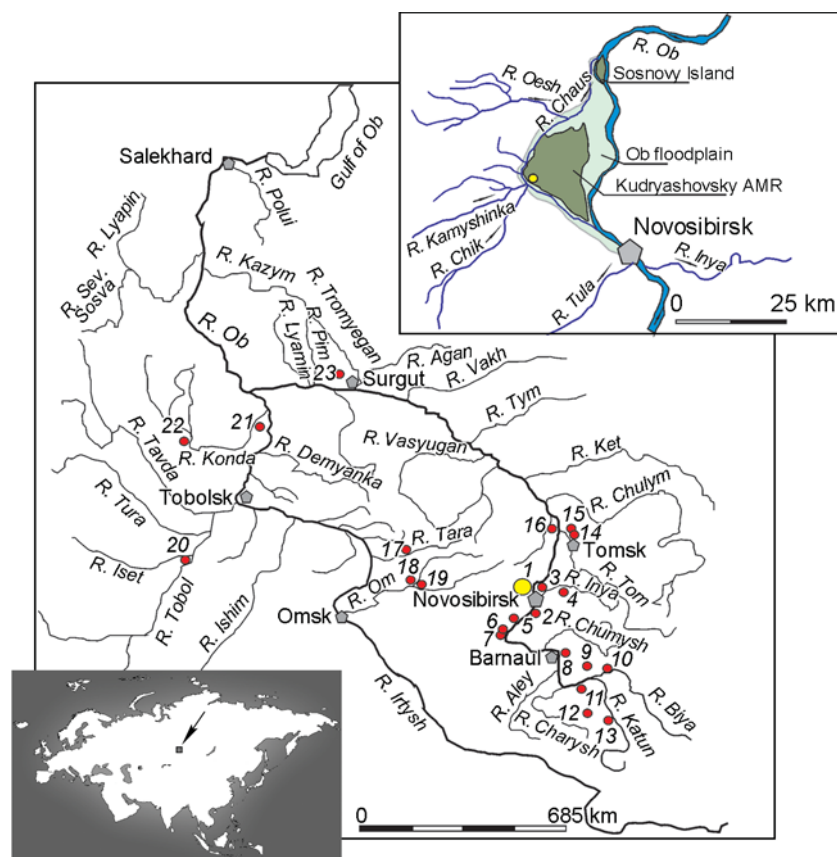 R. Ob
R. Oesh
Sosnovy Island
R. Chaus
Ob floodplain
Kudryashovsky AMR
R. Kamyshinka
Novosibirsk
R. Chik
R. Inya
R. Tula
0 25 km
Gulf of Ob
Salekhard
R. Polui
R. Lyapin
R. Sev.
Sosva
R. Kazym
R. Tromyegan
R. Ob
R. Lyamin
R. Pim
R. Agan
23
Surgut
R. Vakh
R. Tym
22
21
R. Tavda
R. Konda
R. Demyanka
R. Vasyugan
R. Ket
Tobolsk
R. Tura
R. Chulym
15
16
14
R. Tara
17
Tomsk
20
R. Iset
18
19
1
3
R. Inya
4
R. Tom
R. Om
Novosibirsk
R. Tobol
R. Ishim
Omsk
6
5
2
7
R. Chumysh
Barnaul
9
10
8
R. Aley
11
R. Biya
R. Irtysh
12
R. Katun
13
R. Charysh
0 685 km